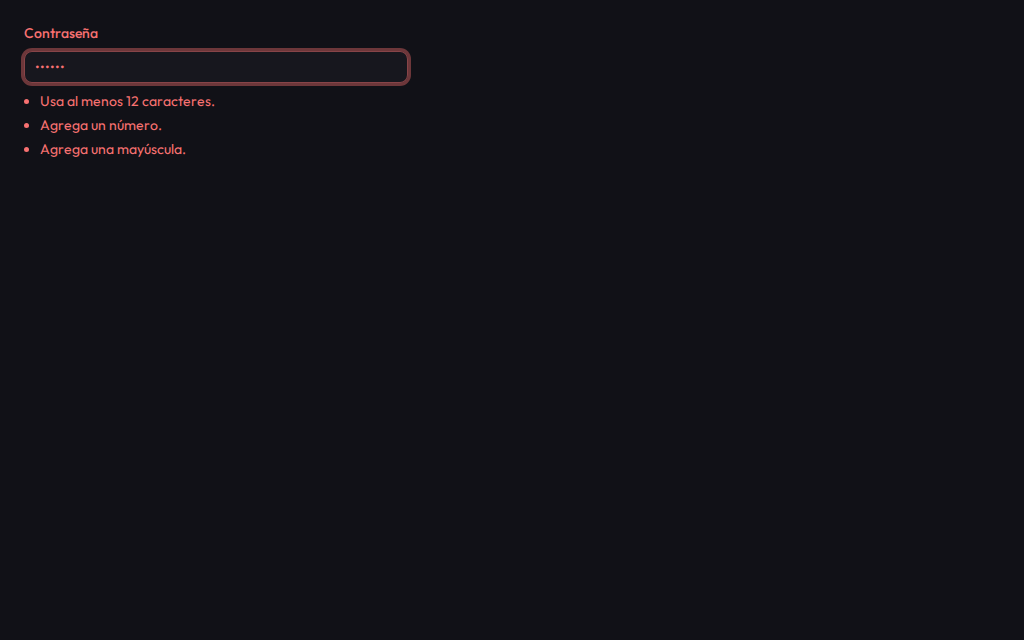 Contraseña
••••••
Usa al menos 12 caracteres.
Agrega un número.
Agrega una mayúscula.